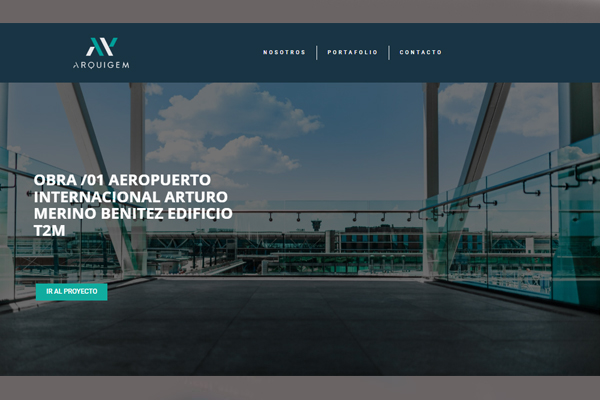 ARQUIGEM
NOSOTROS
PORTAFOLIO
CONTACTO
OBRA /01 AEROPUERTO
INTERNACIONAL ARTURO
MERINO BENITEZ EDIFICIO
T2M
IR AL PROYECTO